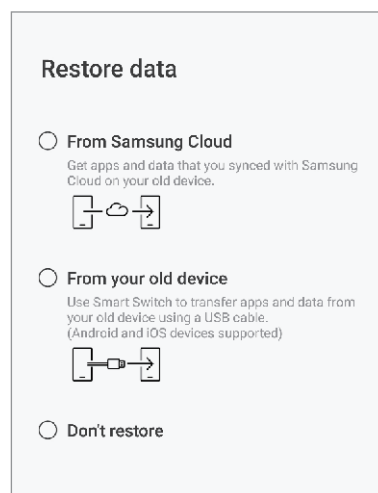 Restore data
From Samsung Cloud
Get apps and data that you synced with Samsung
Cloud on your old device.
From your old device
Use Smart Switch to transfer apps and data from
your old device using a USB cable.
(Android and iOS devices supported)
Don't restore